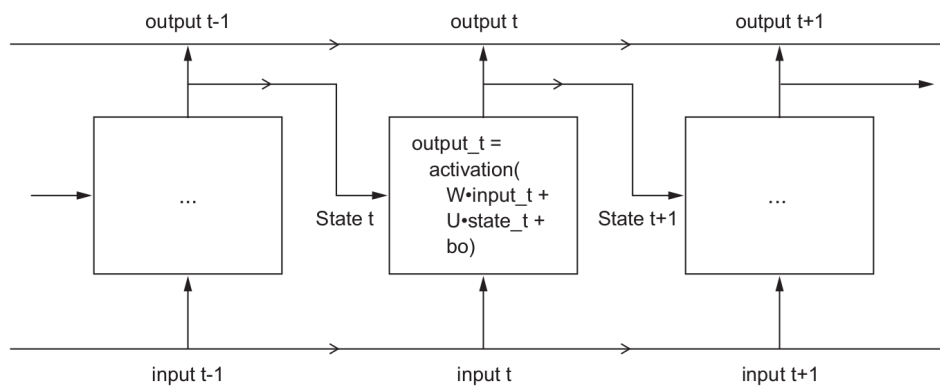 output t-1
output t
output t+1
...
output_t =
activation(
W•input_t +
U•state_t +
bo)
...
State t
State t+1
input t-1
input t
input t+1